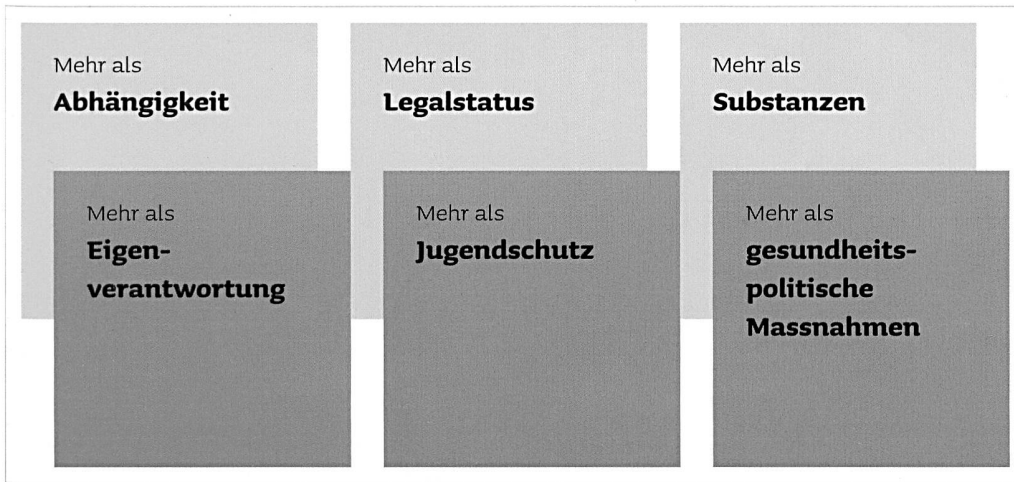 Mehr als
Abhängigkeit
Mehr als
Legalstatus
Mehr als
Substanzen
Mehr als
Eigen-
verantwortung
Mehr als
Jugendschutz
Mehr als
gesundheits-
politische
Massnahmen